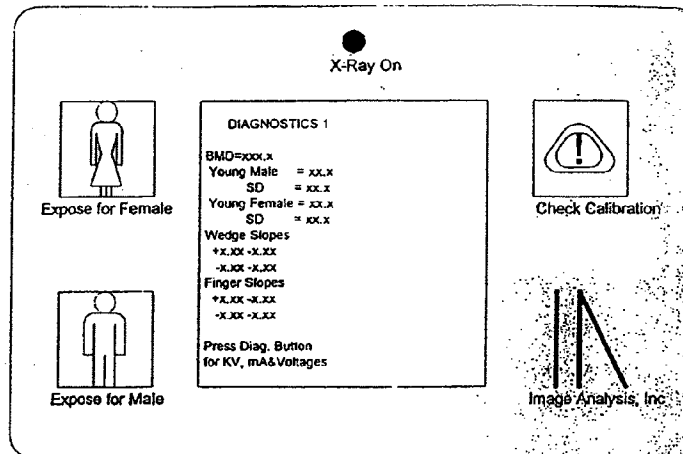 X-Ray On
Expose for Female
DIAGNOSTICS 1
BMD=xxx.x
Young Male = xx.x
SD = xx.x
Young Female = xx.x
SD = xx.x
Wedge Slopes
+x.xx -x.xx
-x.xx -x.xx
Finger Slopes
+x.xx -x.xx
-x.xx -x.xx
Press Diag. Button
for KV, mA&Voltages
!
Check Calibration
Expose for Male
Image Analysis, Inc